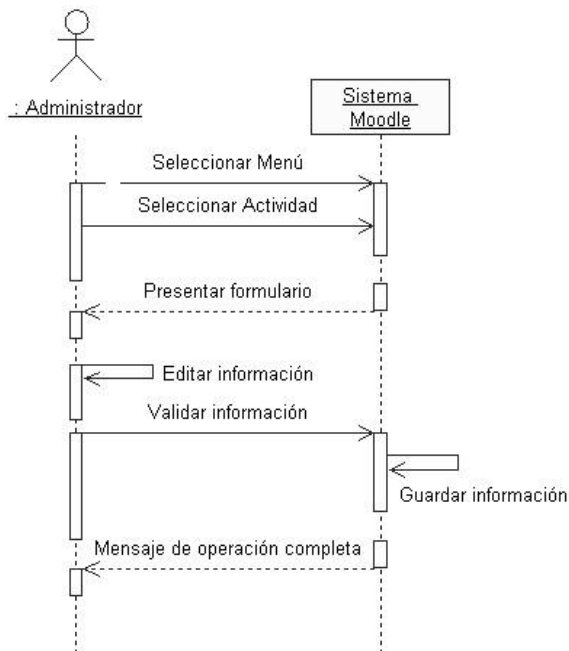 : Administrador
Sistema
Moodle
Seleccionar Menú
Seleccionar Actividad
Presentar formulario
Editar información
Validar información
Guardar información
Mensaje de operación completa